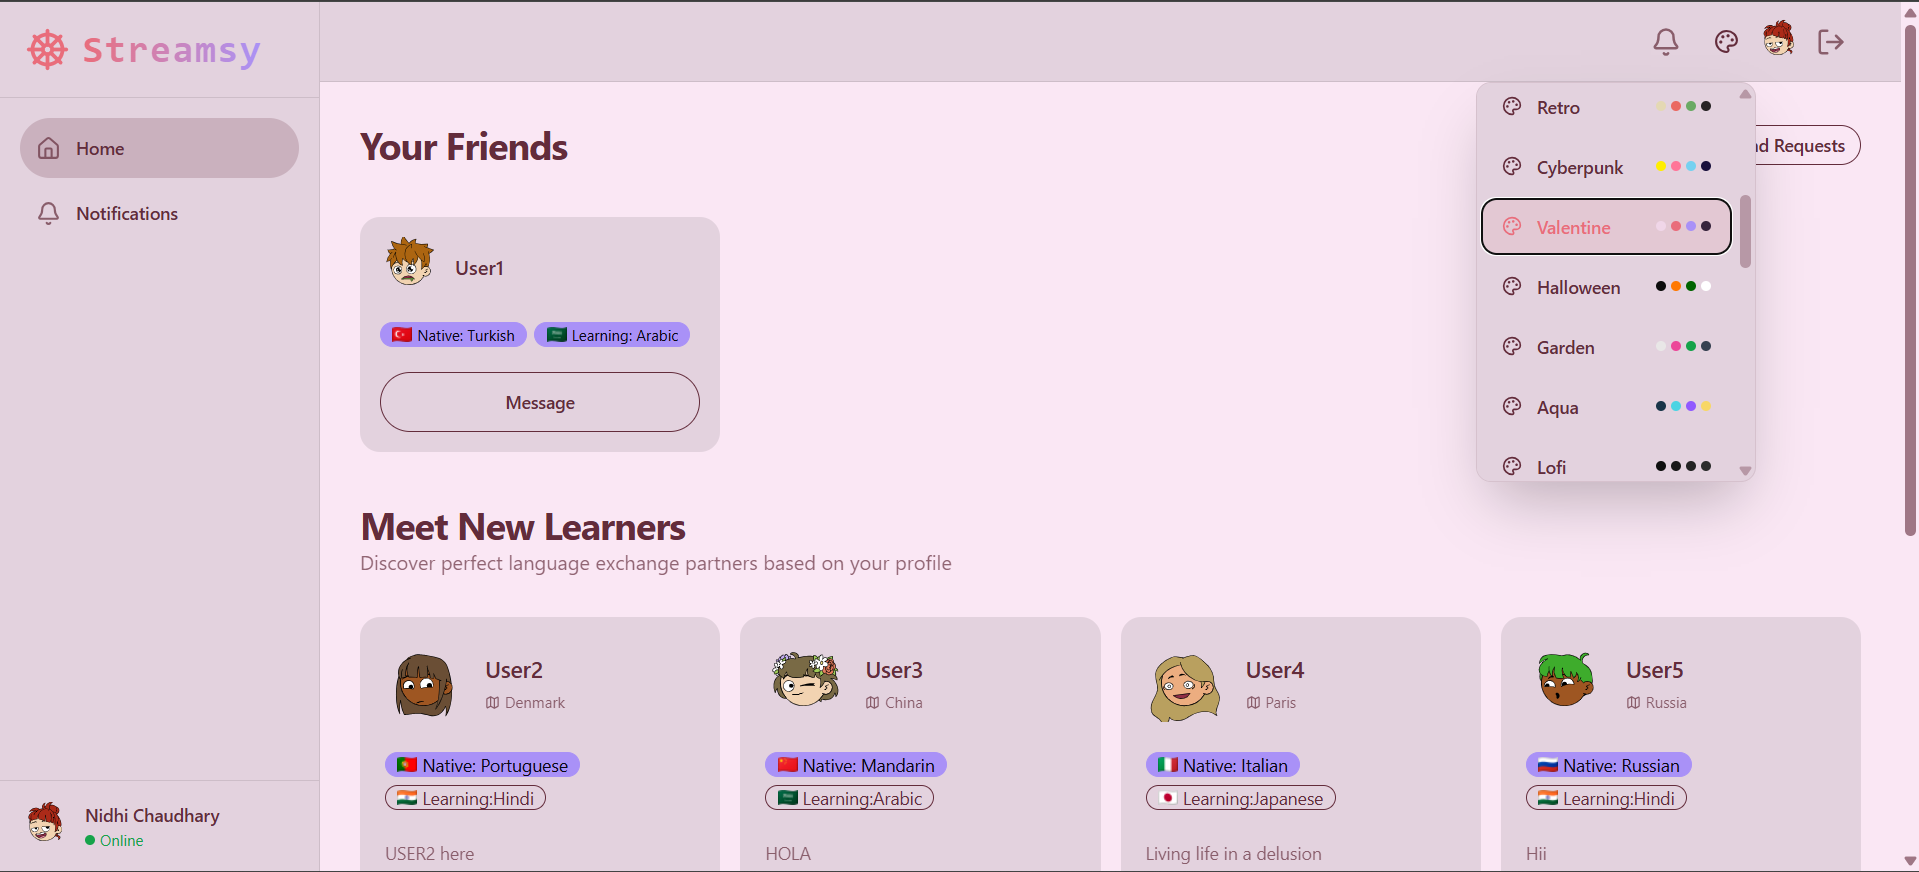 Streamsy
Home
Notifications
Nidhi Chaudhary
Online
Your Friends
Requests
User1
Native: Turkish
Learning: Arabic
Message
Retro
Cyberpunk
Valentine
Halloween
Garden
Aqua
Lofi
Meet New Learners
Discover perfect language exchange partners based on your profile
User2
Denmark
Native: Portuguese
Learning:Hindi
USER2 here
User3
China
Native: Mandarin
Learning:Arabic
HOLA
User4
Paris
Native: Italian
Learning:Japanese
Living life in a delusion
User5
Russia
Native: Russian
Learning:Hindi
Hii